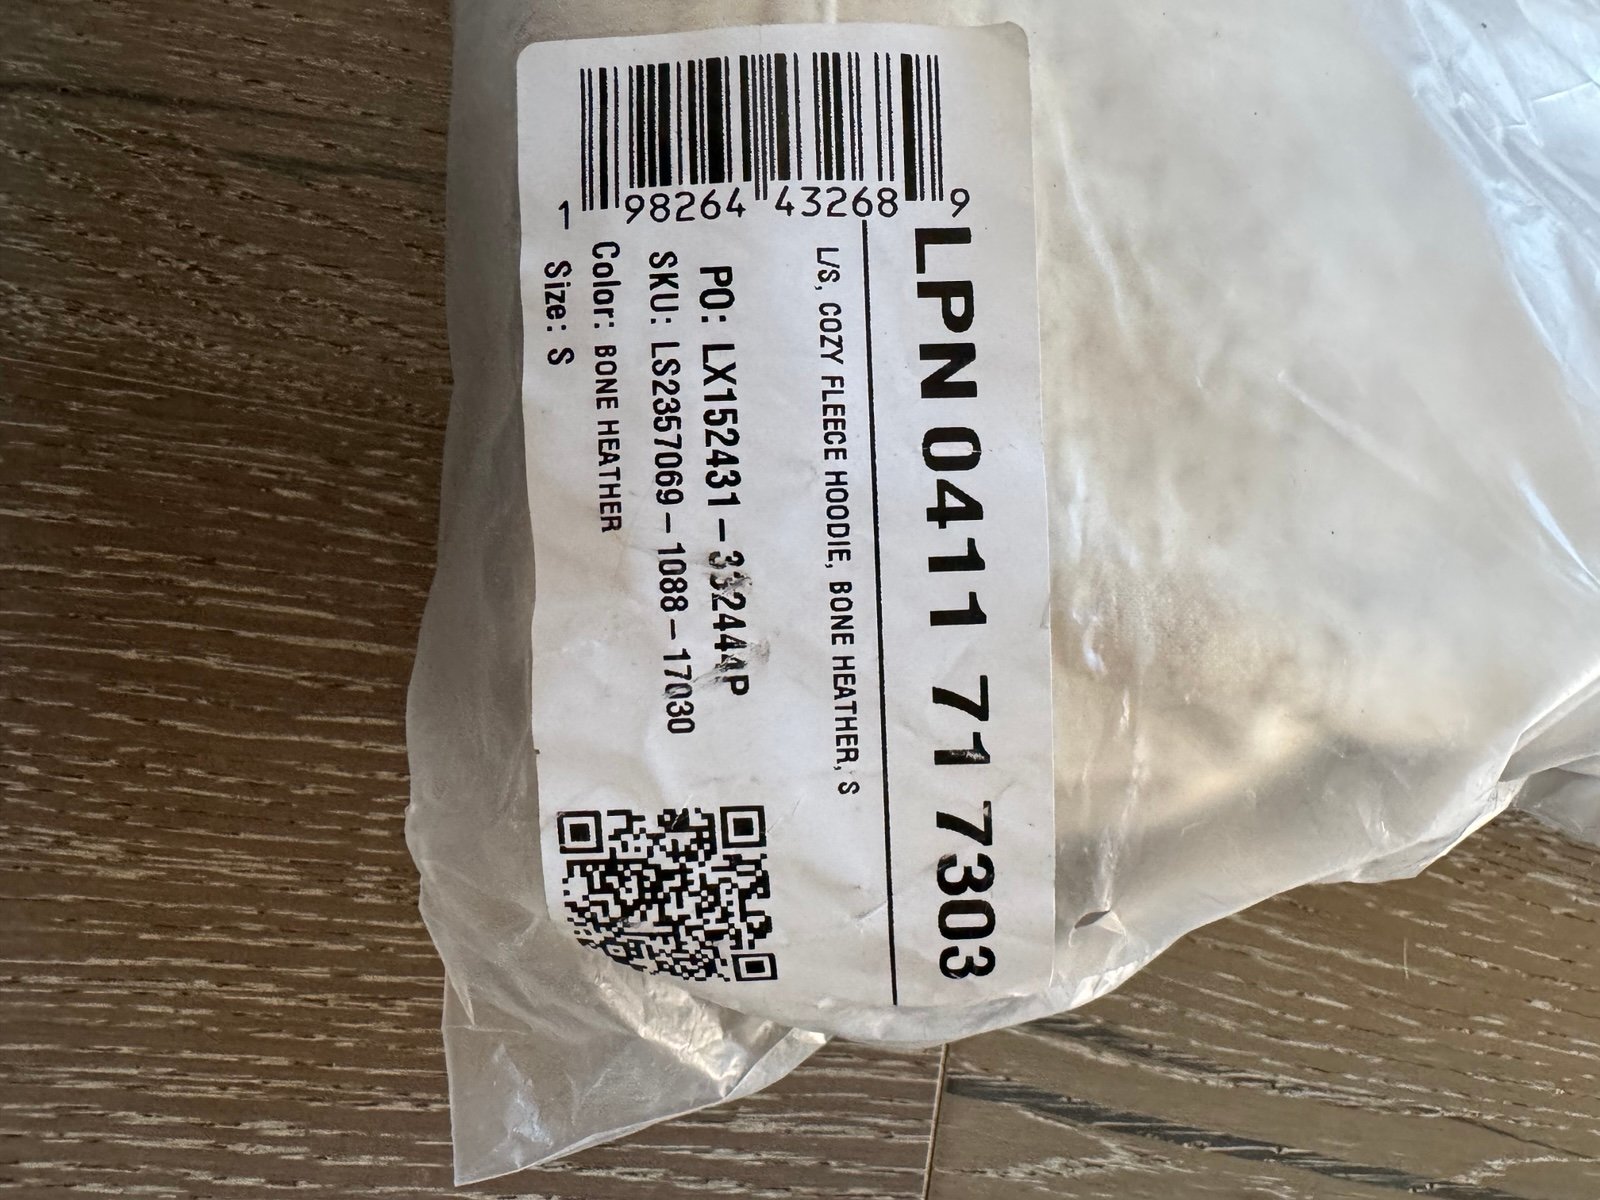 1 98264 43268 9
LPN 0411 71 7303
L/S, COZY FLEECE HOODIE, BONE HEATHER, S
PO: LX152431-332444P
SKU: LS2357069-1088-17030
Color: BONE HEATHER
Size: S